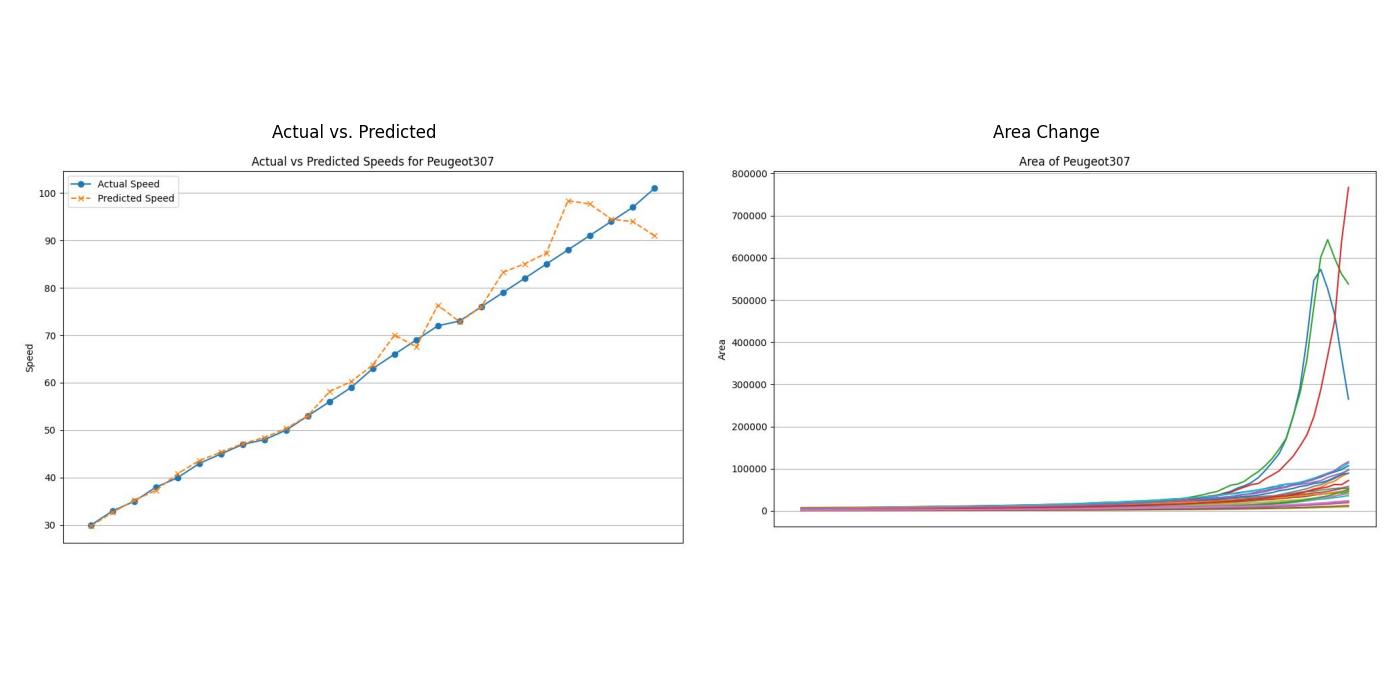 Actual vs. Predicted
Actual vs Predicted Speeds for Peugeot307
Actual Speed
Predicted Speed
100
90
80
70
60
50
40
30
Speed
Area Change
Area of Peugeot307
800000
700000
600000
500000
400000
300000
200000
100000
0
Area